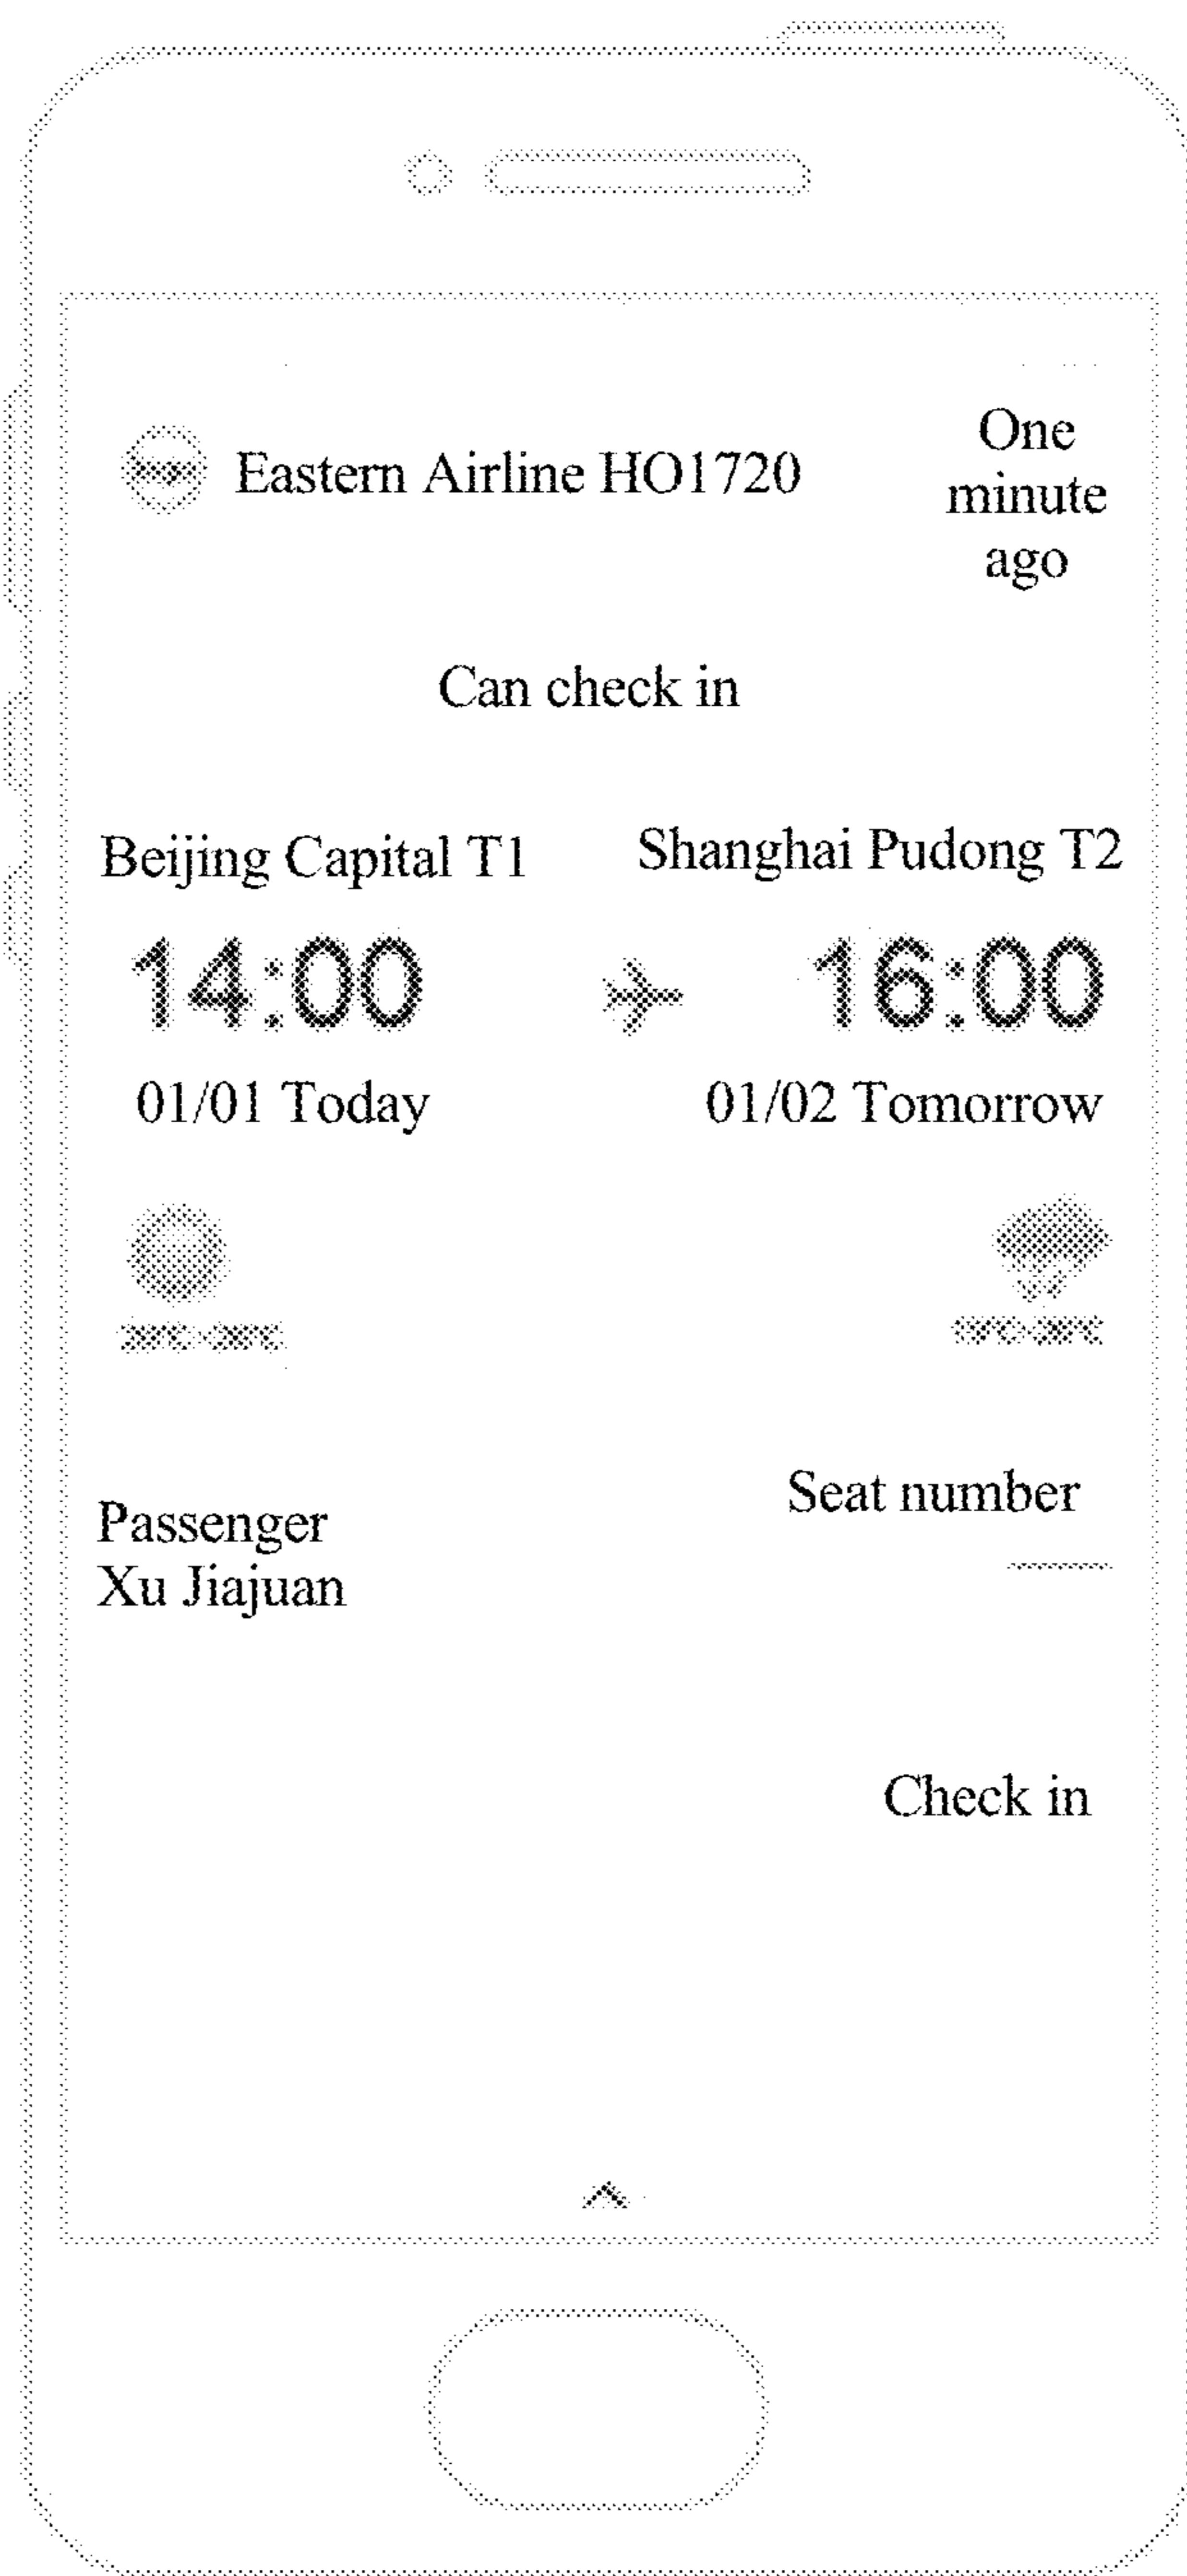 Eastern Airline HO1720
One
minute
ago
Can check in
Beijing Capital T1
Shanghai Pudong T2
14:00
16:00
01/01 Today
01/02 Tomorrow
Passenger
Xu Jiajuan
Seat number
Check in